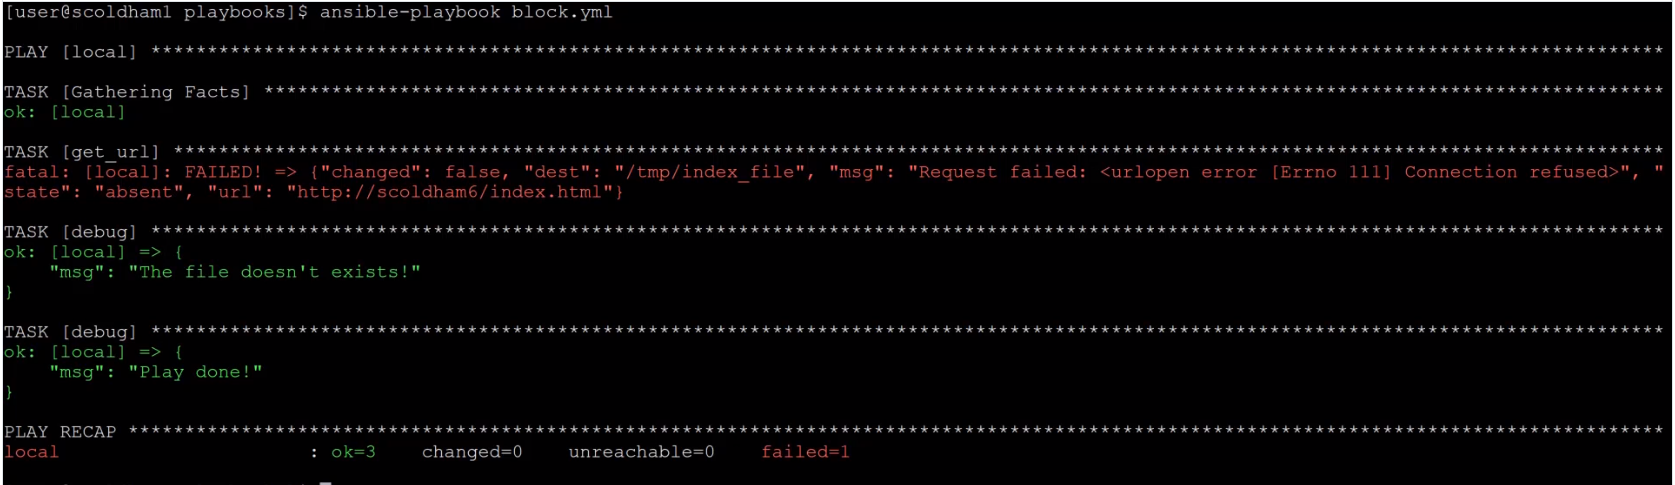 [user@scoldham1 playbooks]$ ansible-playbook block.yml
PLAY [local] **************************************************************************************************************************************
TASK [Gathering Facts] ****************************************************************************************************************************
ok: [local]
TASK [get_url] ************************************************************************************************************************************
fatal: [local]: FAILED! => {"changed": false, "dest": "/tmp/index_file", "msg": "Request failed: <urlopen error [Errno 111] Connection refused>", "
state": "absent", "url": "http://scoldham6/index.html"}
TASK [debug] **************************************************************************************************************************************
ok: [local] => {
    "msg": "The file doesn't exists!"
}
TASK [debug] **************************************************************************************************************************************
ok: [local] => {
    "msg": "Play done!"
}
PLAY RECAP ****************************************************************************************************************************************
local                      : ok=3    changed=0    unreachable=0    failed=1